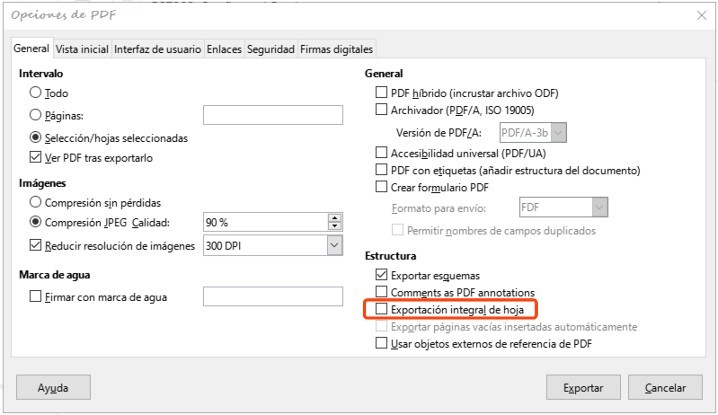 Opciones de PDF
General Vista inicial Interfaz de usuario Enlaces Seguridad Firmas digitales
Intervalo
Todo
Páginas:
Selección/hojas seleccionadas
Ver PDF tras exportarlo
Imágenes
Compresión sin pérdidas
Compresión JPEG Calidad: 90 %
Reducir resolución de imágenes 300 DPI
Marca de agua
Firmar con marca de agua
General
PDF híbrido (incrustar archivo ODF)
Archivador (PDF/A, ISO 19005)
Versión de PDF/A: PDF/A-3b
Accesibilidad universal (PDF/UA)
PDF con etiquetas (añadir estructura del documento)
Crear formulario PDF
Formato para envío: FDF
Permitir nombres de campos duplicados
Estructura
Exportar esquemas
Comments as PDF annotations
Exportación integral de hoja
Exportar páginas vacías insertadas automáticamente
Usar objetos externos de referencia de PDF
Ayuda
Exportar
Cancelar